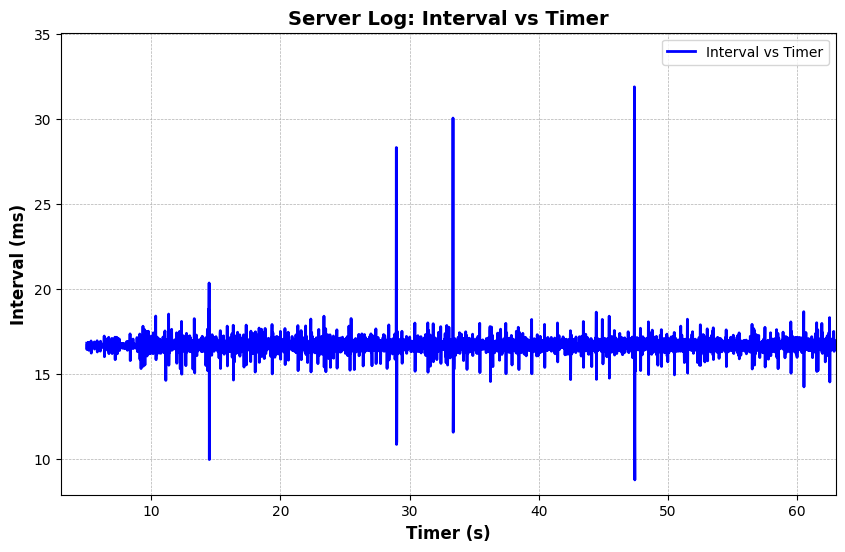 Server Log: Interval vs Timer
Interval vs Timer
35
30
25
20
15
10
Interval (ms)
10 20 30 40 50 60
Timer (s)